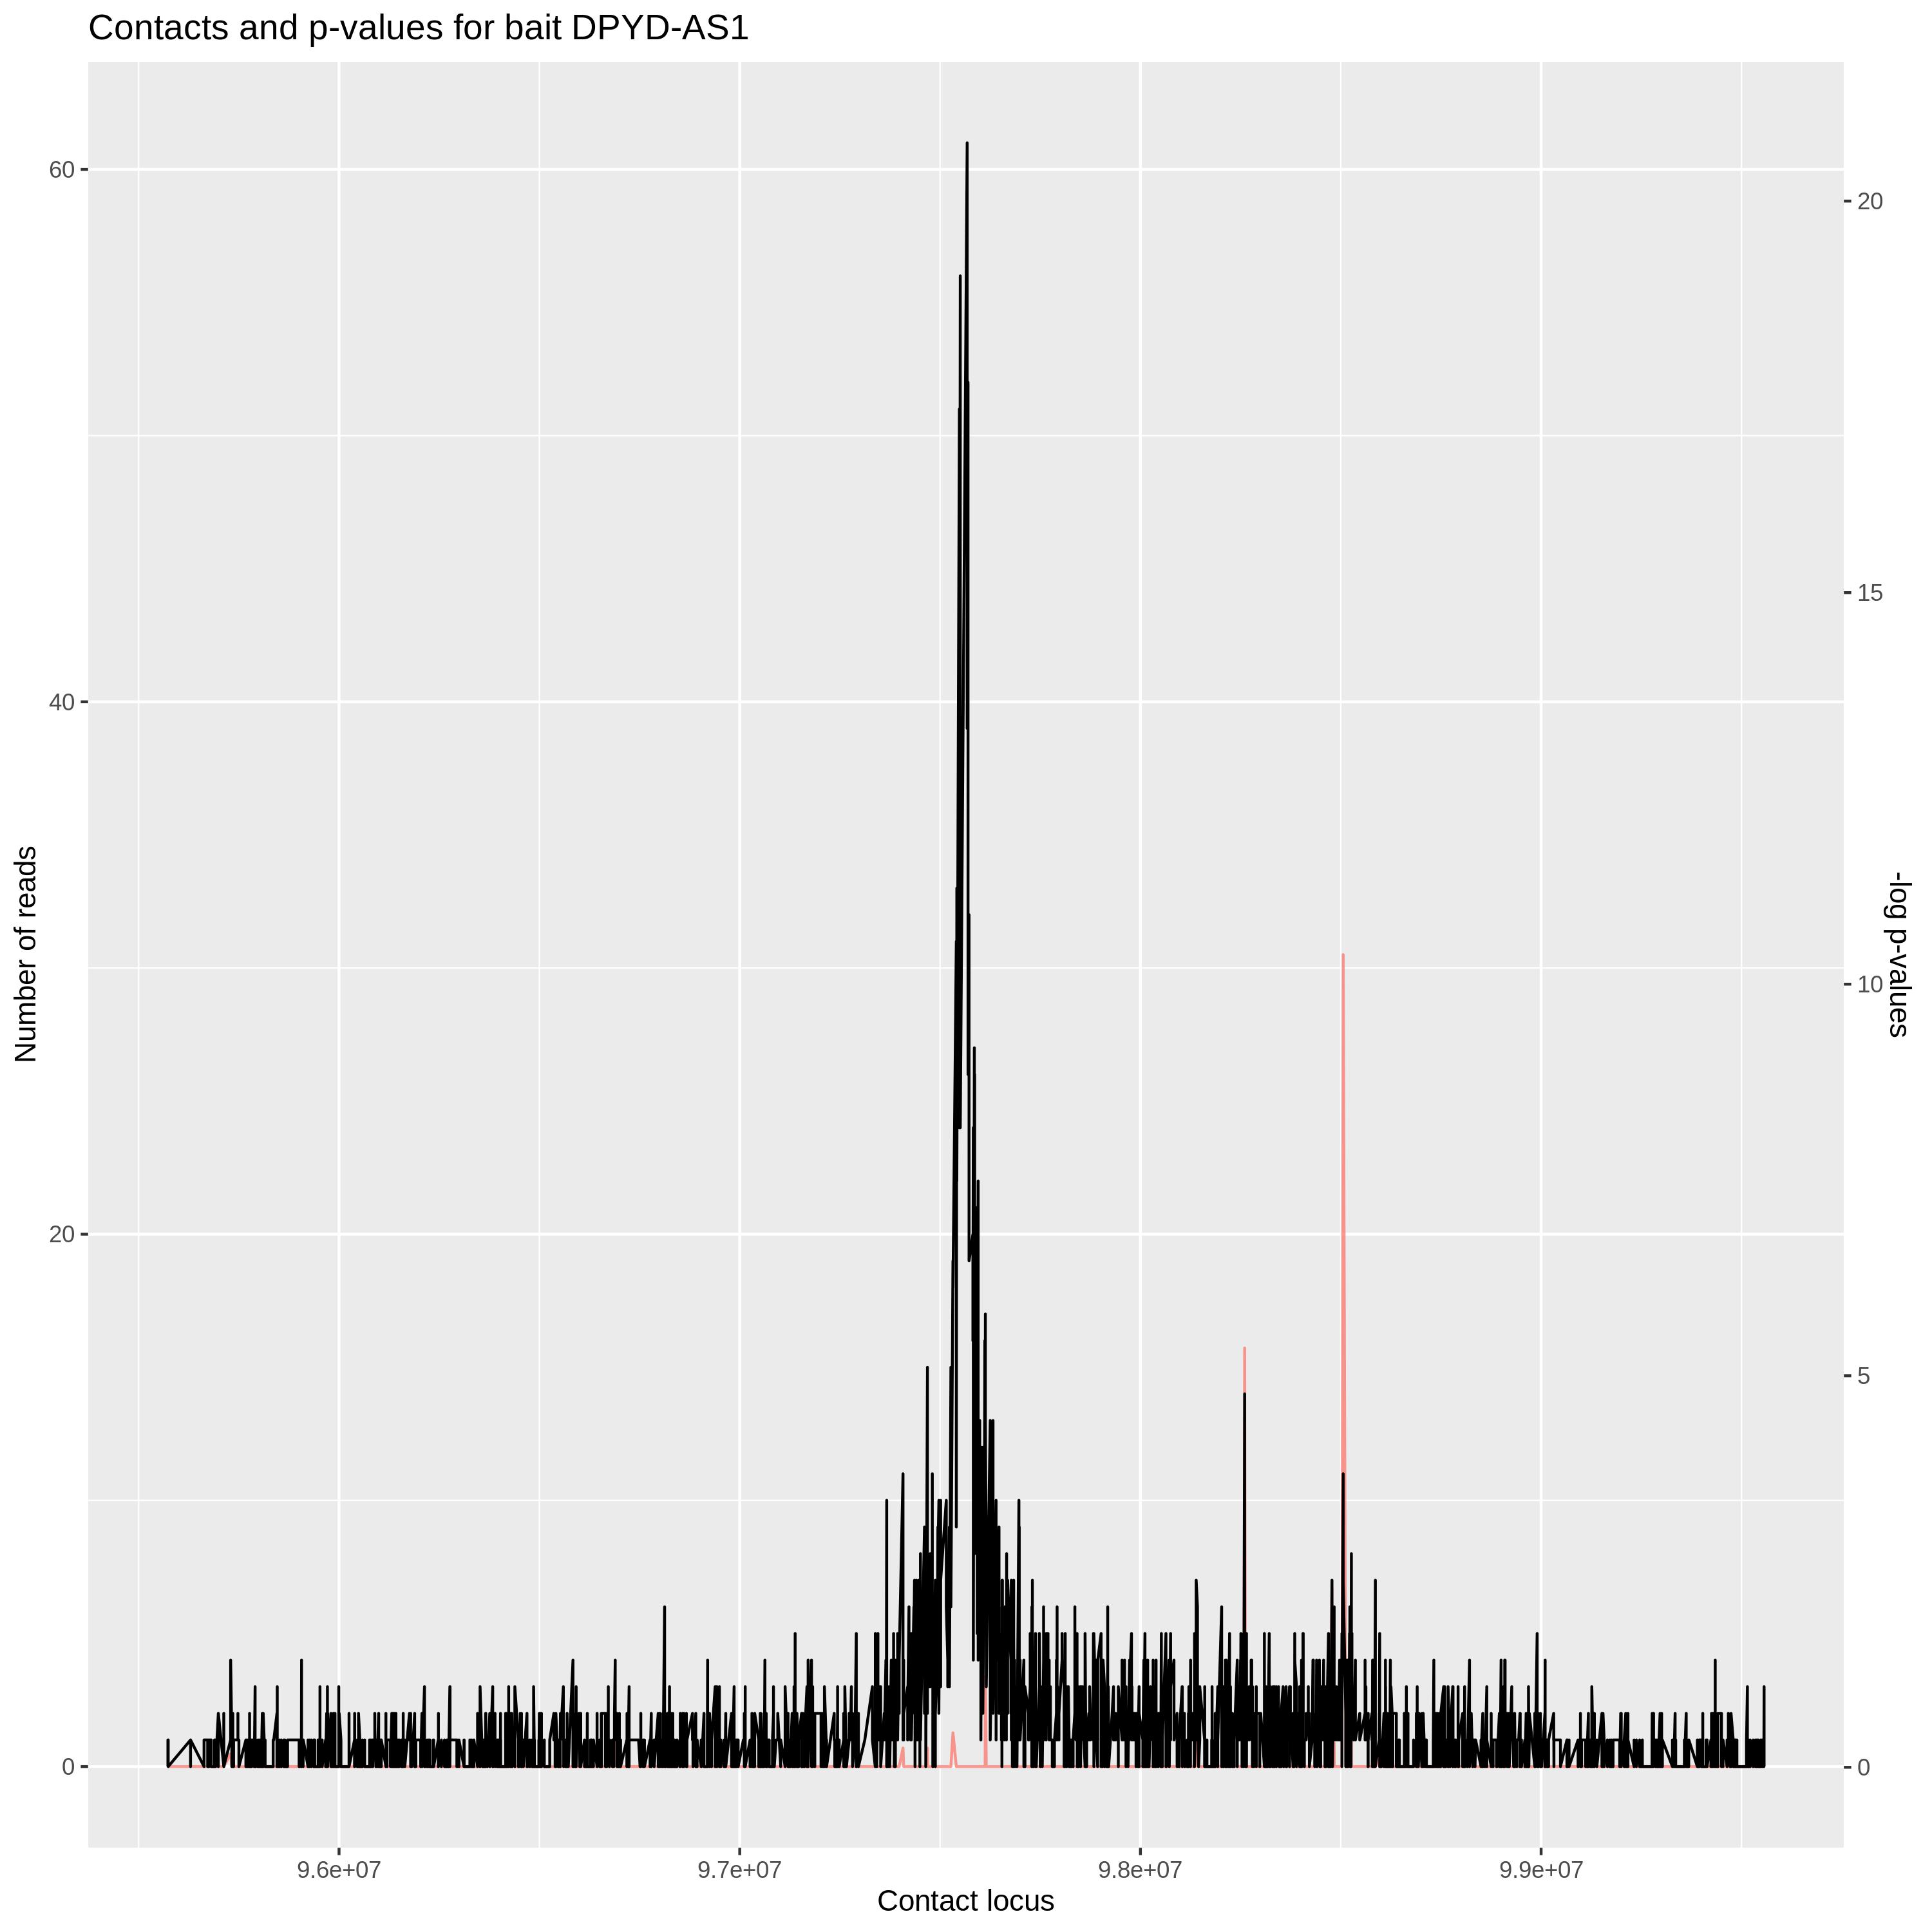 Contacts and p-values for bait DPYD-AS1
60
40
20
0
20
15
10
5
0
Number of reads
-log p-values
9.6e+07 9.7e+07 9.8e+07 9.9e+07
Contact locus